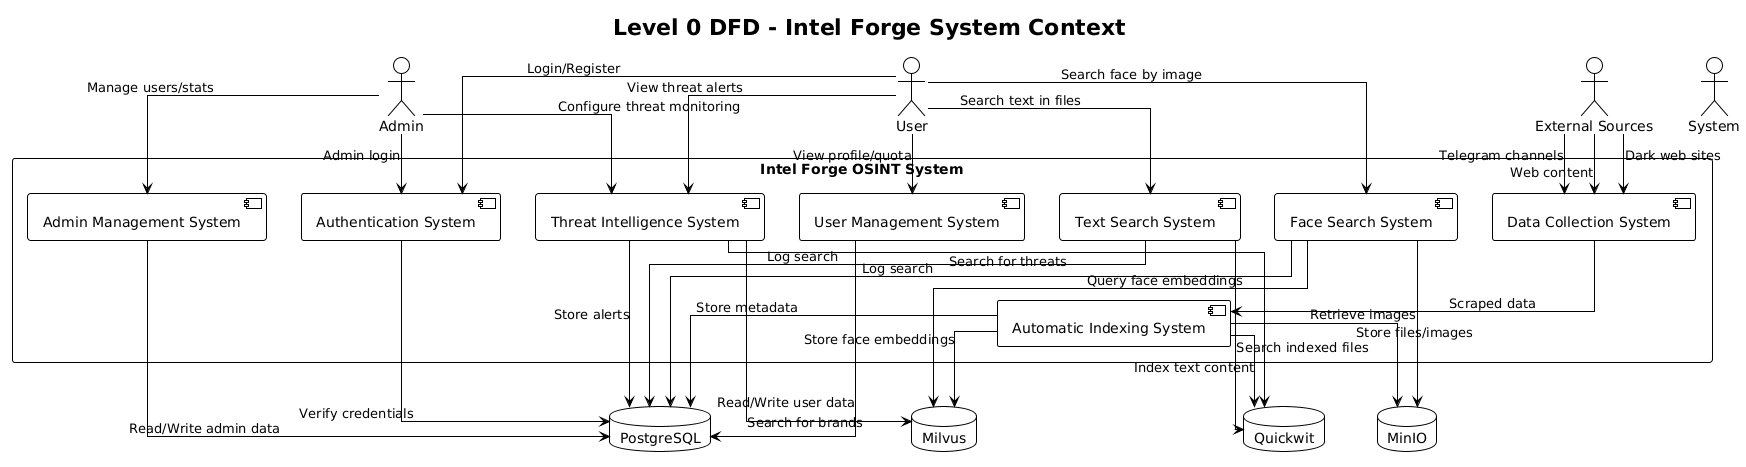 Level 0 DFD - Intel Forge System Context
Login/Register
Search face by image
Manage users/stats
View threat alerts
Configure threat monitoring
Search text in files
Admin
User
External Sources
System
Admin login
View profile/quota
Telegram channels
Dark web sites
Intel Forge OSINT System
Web content
Admin Management System
Authentication System
Threat Intelligence System
User Management System
Text Search System
Face Search System
Data Collection System
Log search
Search for threats
Log search
Query face embeddings
Store metadata
Scraped data
Store alerts
Retrieve images
Automatic Indexing System
Store files/images
Store face embeddings
Search indexed files
Index text content
Read/Write user data
Verify credentials
Search for brands
Read/Write admin data
PostgreSQL
Milvus
Quickwit
MinIO